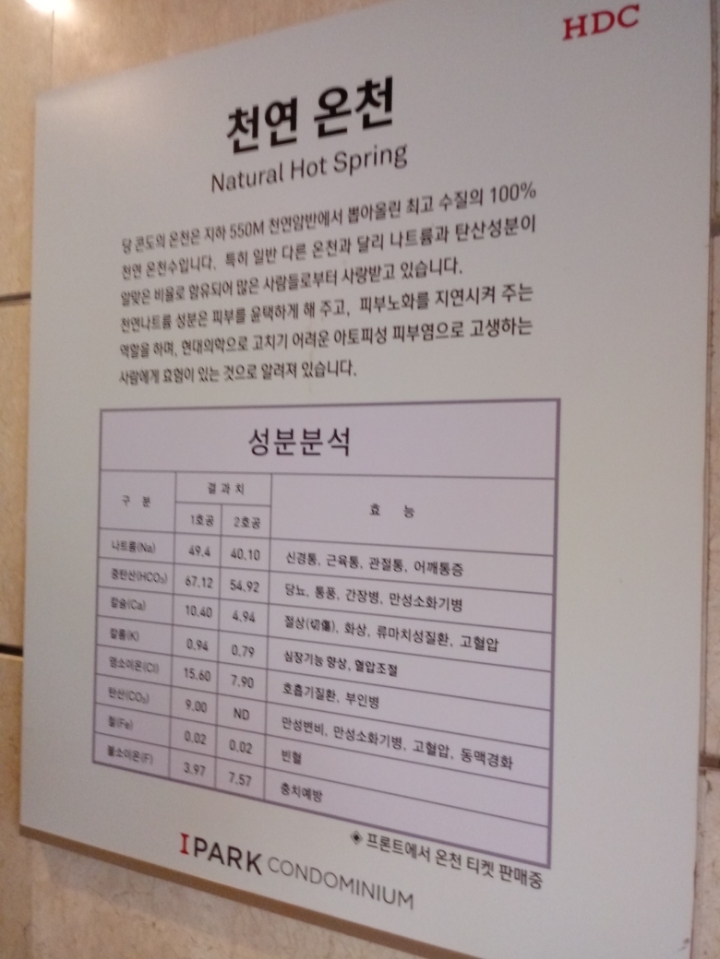 HDC
천연 온천
Natural Hot Spring
당 콘도의 온천은 지하 550M 천연암반에서 뽑아올린 최고 수질의 100%
천연 온천수입니다. 특히 일반 다른 온천과 달리 나트륨과 탄산성분이
알맞은 비율로 함유되어 많은 사람들로부터 사랑받고 있습니다.
천연나트륨 성분은 피부를 윤택하게 해 주고, 피부노화를 지연시켜 주는
역할을 하며, 현대의학으로 고치기 어려운 아토피성 피부염으로 고생하는
사람에게 효험이 있는 것으로 알려져 있습니다.
성분분석
구 분 결 과 치 효 능
1호공 2호공
나트륨(Na) 49.4 40.10 신경통, 근육통, 관절통, 어깨통증
중탄산(HCO₃) 67.12 54.92 당뇨, 통풍, 간장병, 만성소화기병
칼슘(Ca) 10.40 4.94 절상(切傷), 화상, 류마치성질환, 고혈압
칼륨(K) 0.94 0.79 심장기능 향상, 혈압조절
염소이온(Cl) 15.60 7.90 호흡기질환, 부인병
탄산(CO₂) 9.00 ND 만성변비, 만성소화기병, 고혈압, 동맥경화
철(Fe) 0.02 0.02 빈혈
불소이온(F) 3.97 7.57 충치예방
◈ 프론트에서 온천 티켓 판매중
IPARK CONDOMINIUM